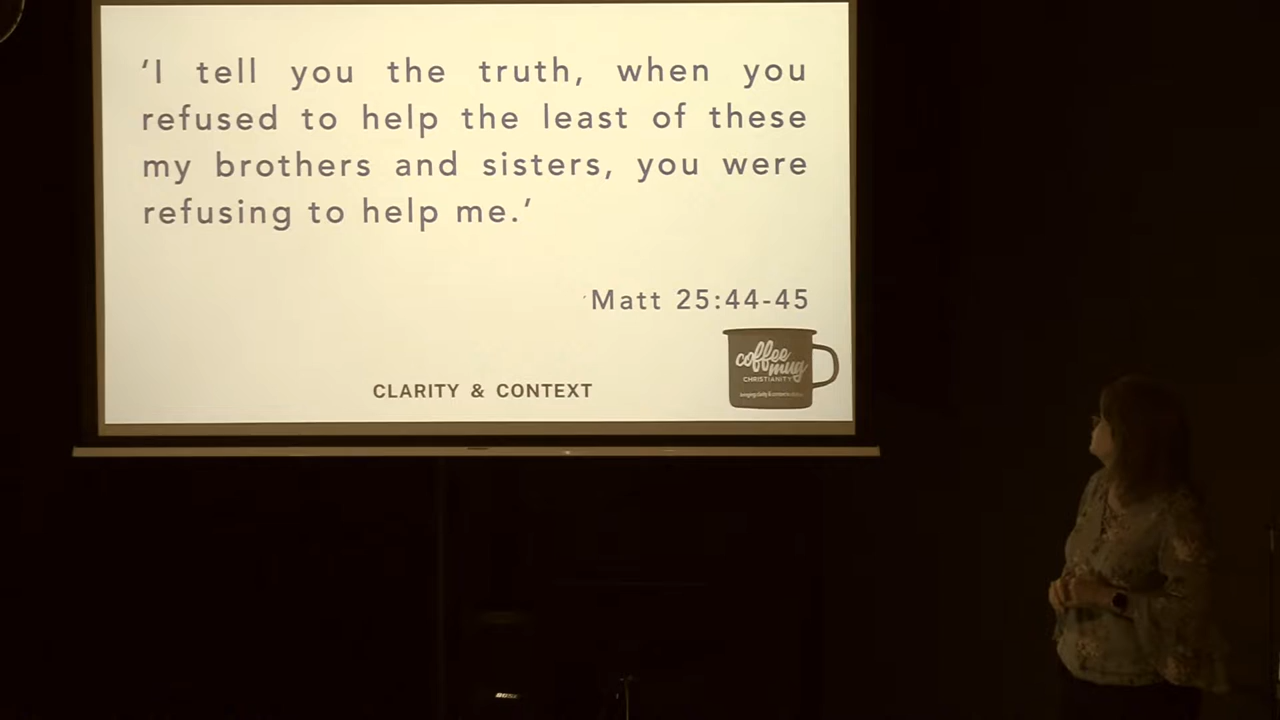 ‘I tell you the truth, when you
refused to help the least of these
my brothers and sisters, you were
refusing to help me.’
Matt 25:44-45
coffee
mug
CHRISTIANITY
CLARITY & CONTEXT
BOSE